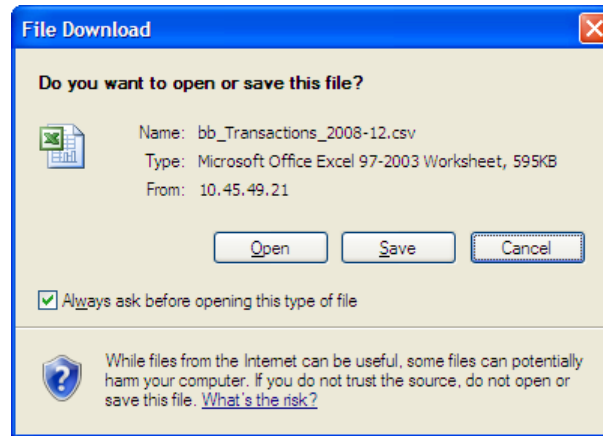 File Download
Do you want to open or save this file?
Name: bb_Transactions_2008-12.csv
Type: Microsoft Office Excel 97-2003 Worksheet, 595KB
From: 10.45.49.21
Open Save Cancel
Always ask before opening this type of file
While files from the Internet can be useful, some files can potentially
harm your computer. If you do not trust the source, do not open or
save this file. What's the risk?